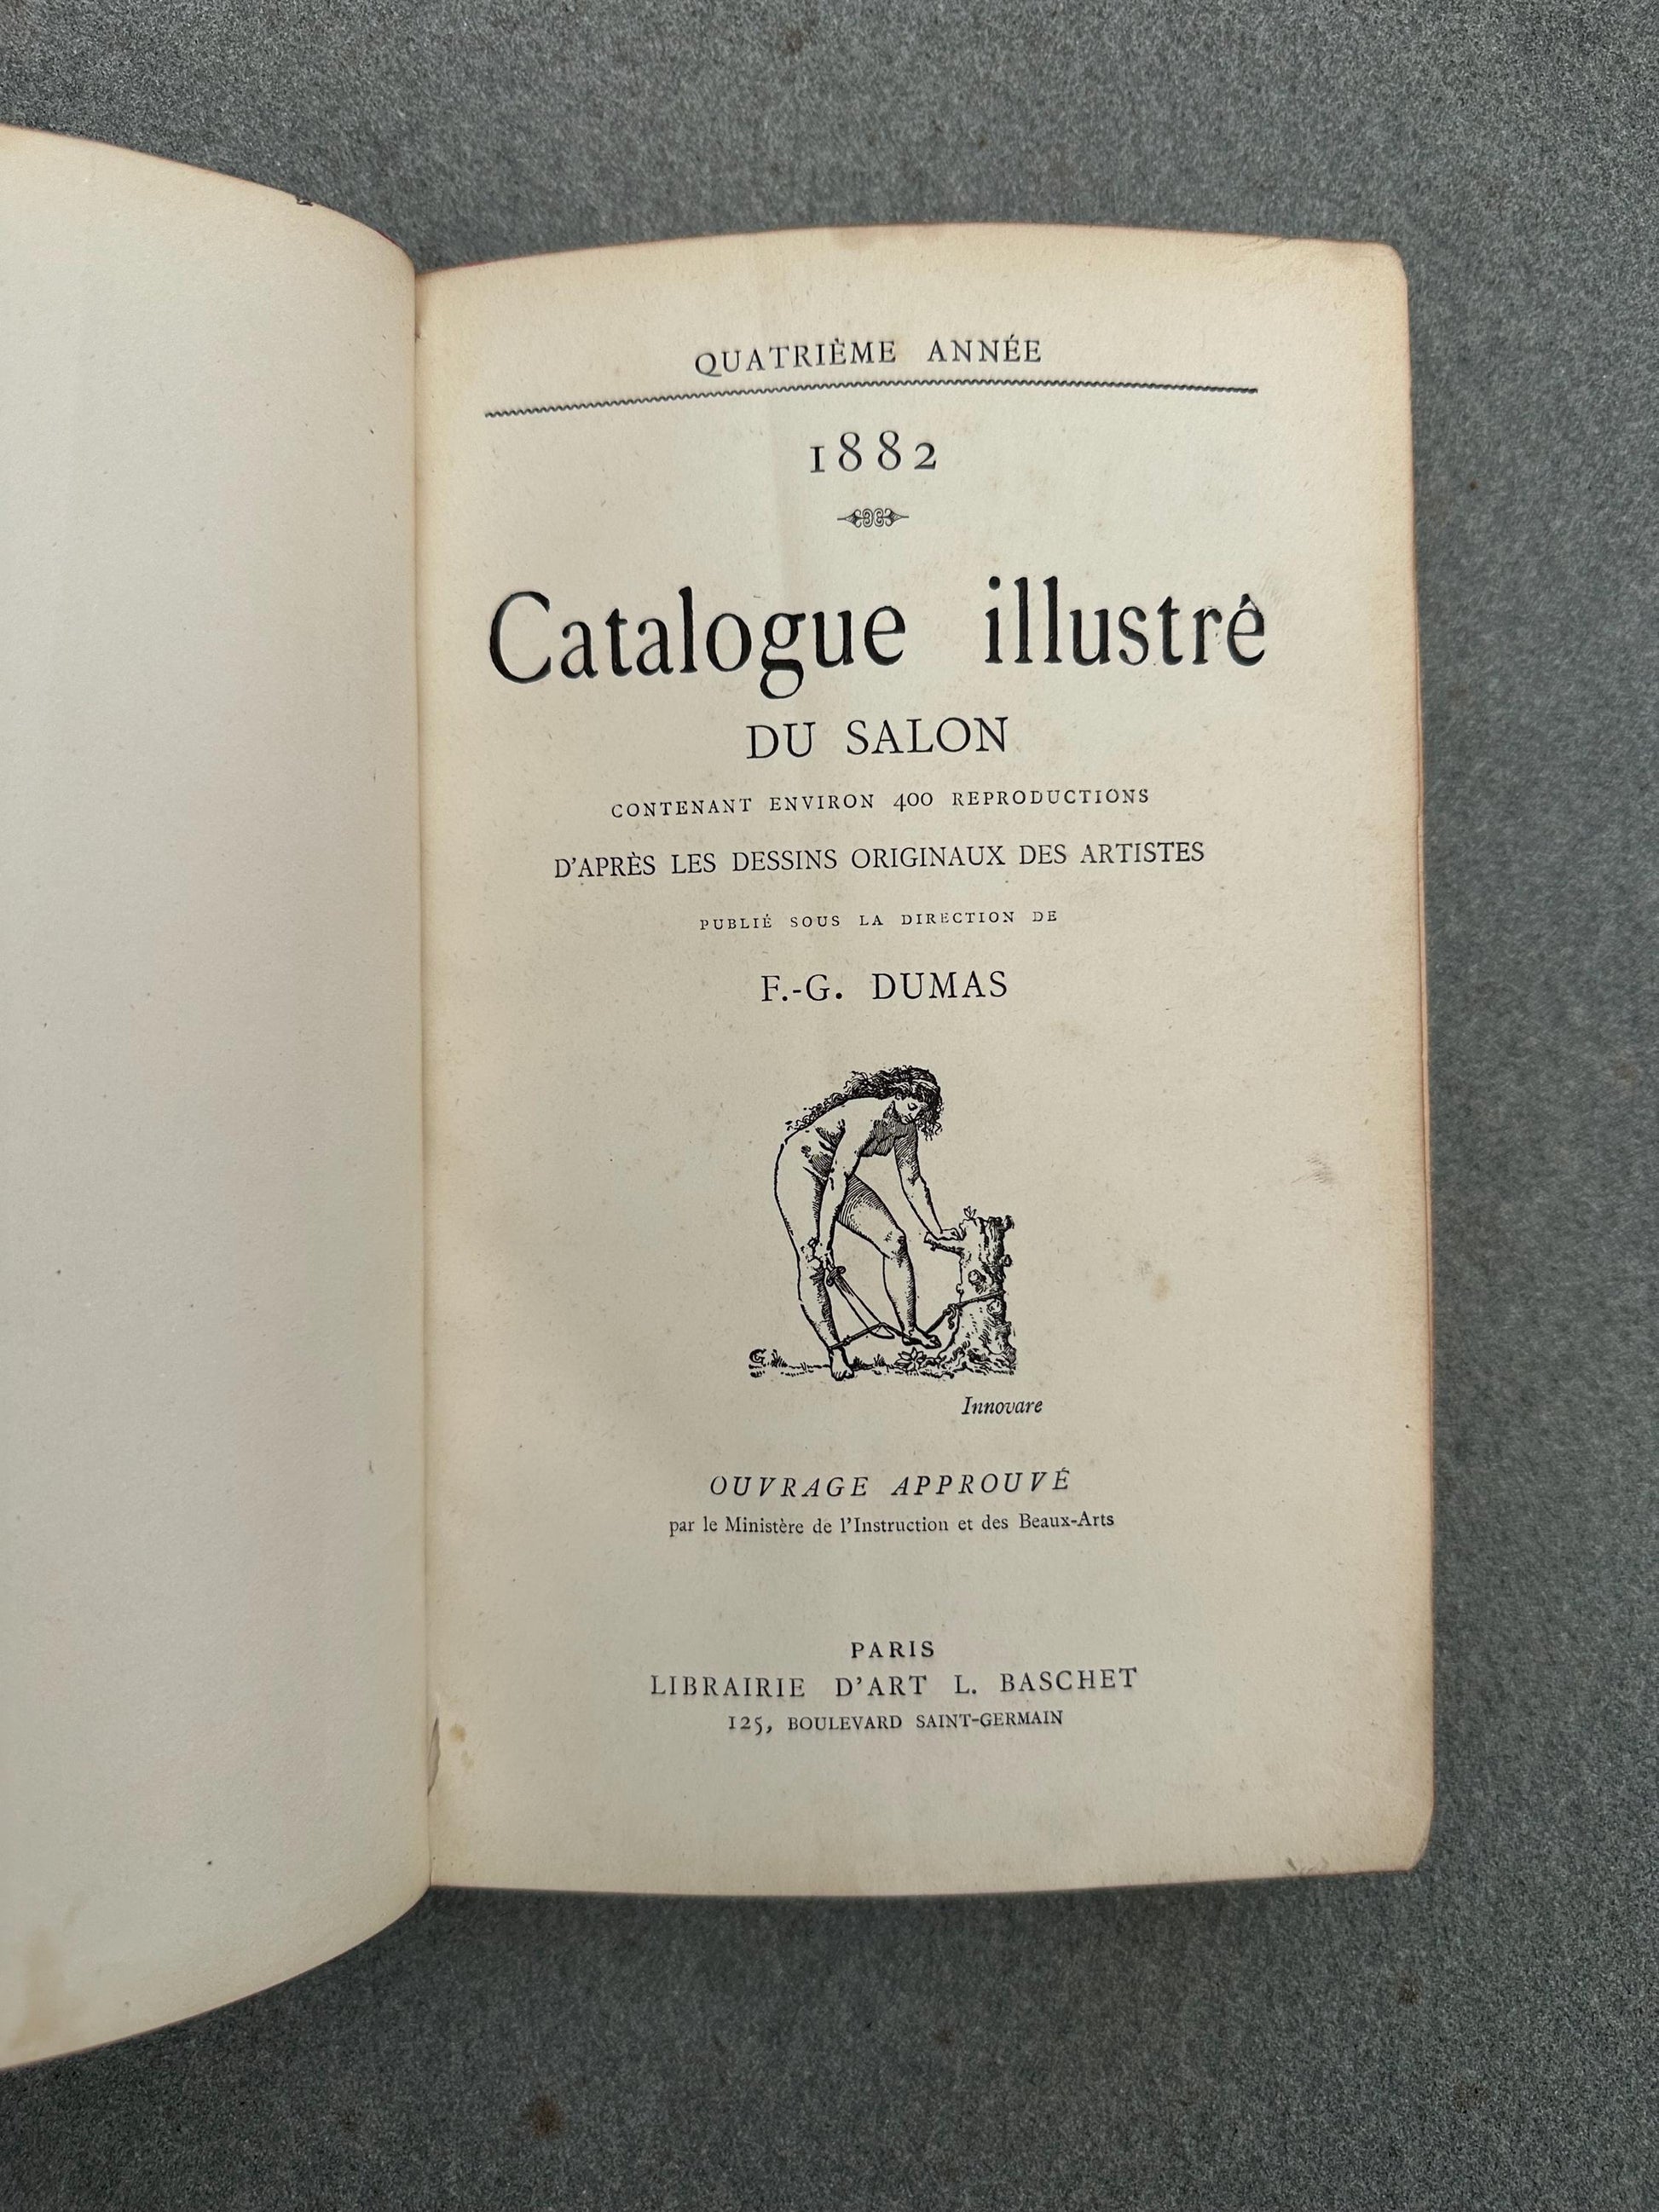 QUATRIÈME ANNÉE
1882
Catalogue illustré
DU SALON
CONTENANT ENVIRON 400 REPRODUCTIONS
D'APRÈS LES DESSINS ORIGINAUX DES ARTISTES
PUBLIÉ SOUS LA DIRECTION DE
F.-G. DUMAS
Innovare
OUVRAGE APPROUVÉ
par le Ministère de l'Instruction et des Beaux-Arts
PARIS
LIBRAIRIE D'ART L. BASCHET
125, BOULEVARD SAINT-GERMAIN